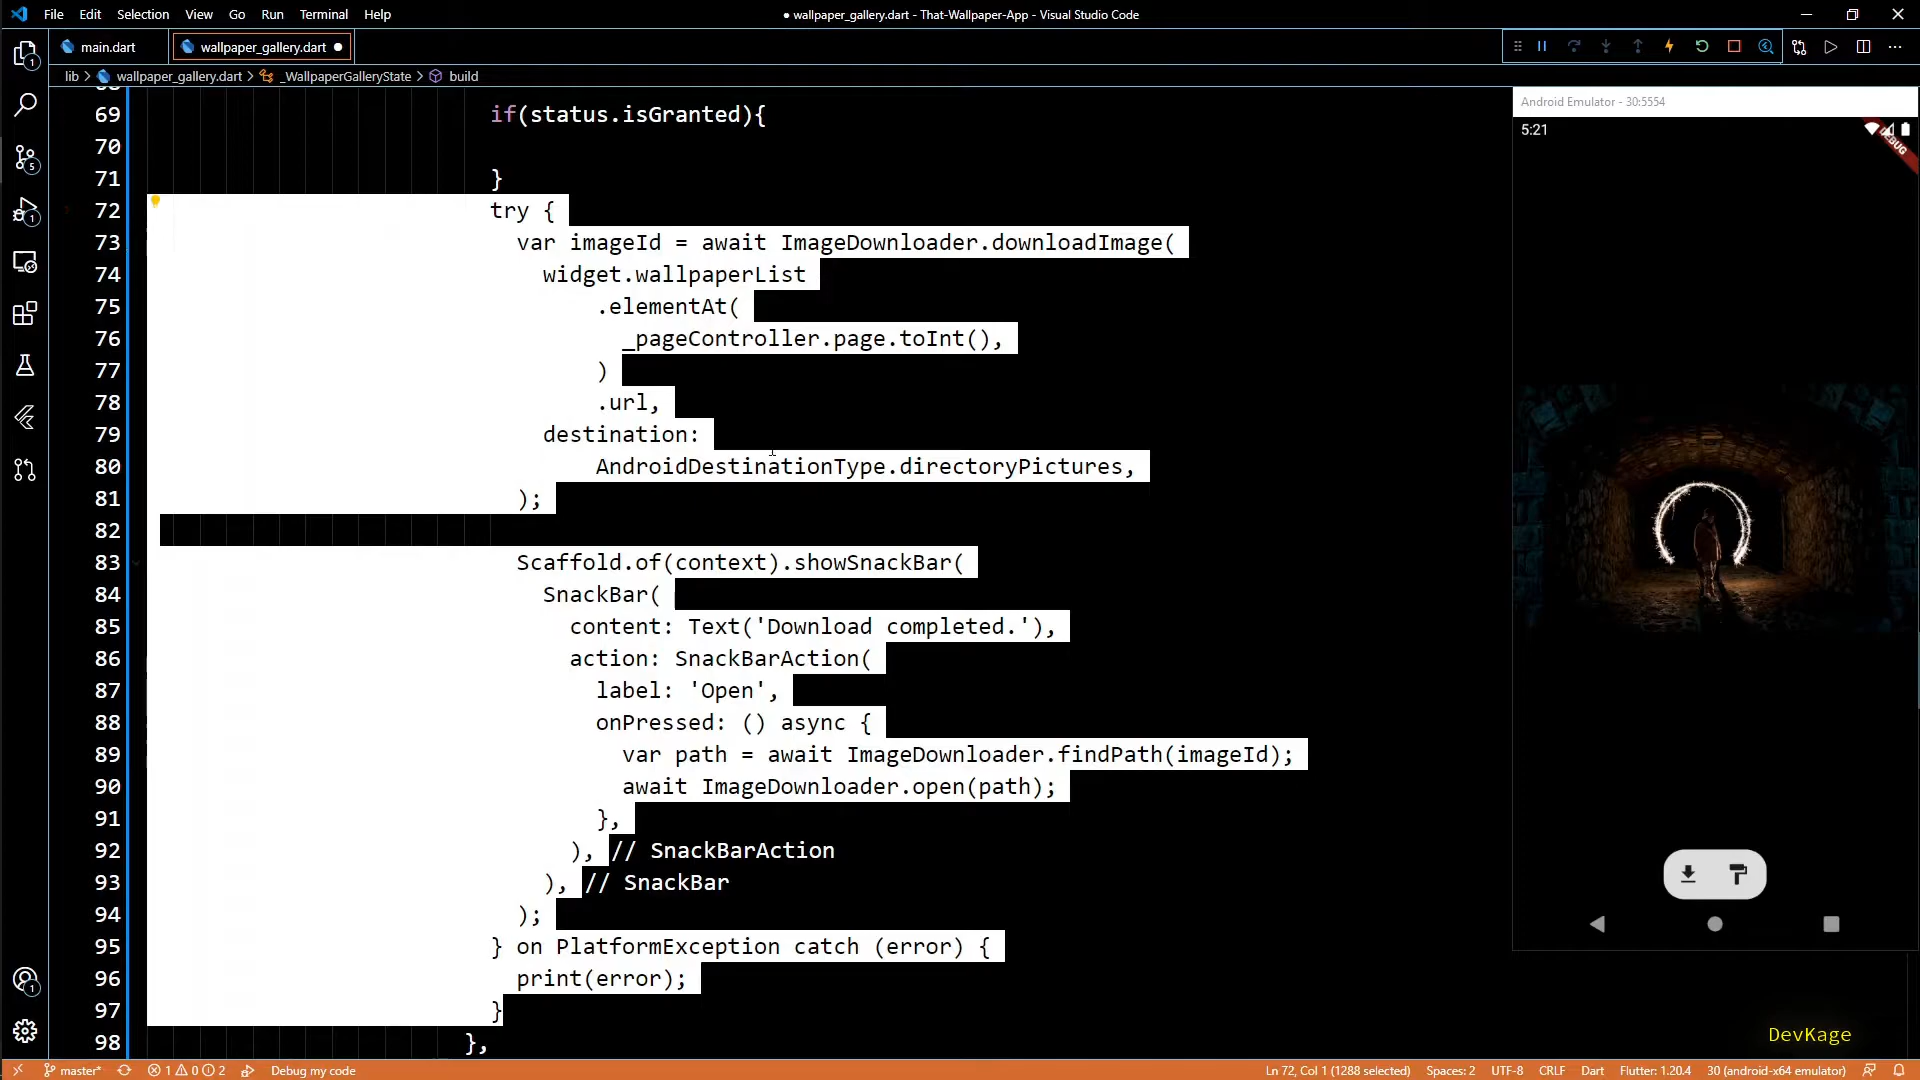 File Edit Selection View Go Run Terminal Help
● wallpaper_gallery.dart - That-Wallpaper-App - Visual Studio Code
main.dart
wallpaper_gallery.dart ●
lib > wallpaper_gallery.dart > _WallpaperGalleryState > build
69 if(status.isGranted){
70
71 }
72 try {
73 var imageId = await ImageDownloader.downloadImage(
74 widget.wallpaperList
75 .elementAt(
76 _pageController.page.toInt(),
77 )
78 .url,
79 destination:
80 AndroidDestinationType.directoryPictures,
81 );
82
83 Scaffold.of(context).showSnackBar(
84 SnackBar(
85 content: Text('Download completed.'),
86 action: SnackBarAction(
87 label: 'Open',
88 onPressed: () async {
89 var path = await ImageDownloader.findPath(imageId);
90 await ImageDownloader.open(path);
91 },
92 ), // SnackBarAction
93 ), // SnackBar
94 );
95 } on PlatformException catch (error) {
96 print(error);
97 }
98 },
Android Emulator - 30:5554
5:21
DEBUG
DevKage
1
5
1
1
master* 1 0 2 Debug my code
Ln 72, Col 1 (1288 selected) Spaces: 2 UTF-8 CRLF Dart Flutter: 1.20.4 30 (android-x64 emulator)